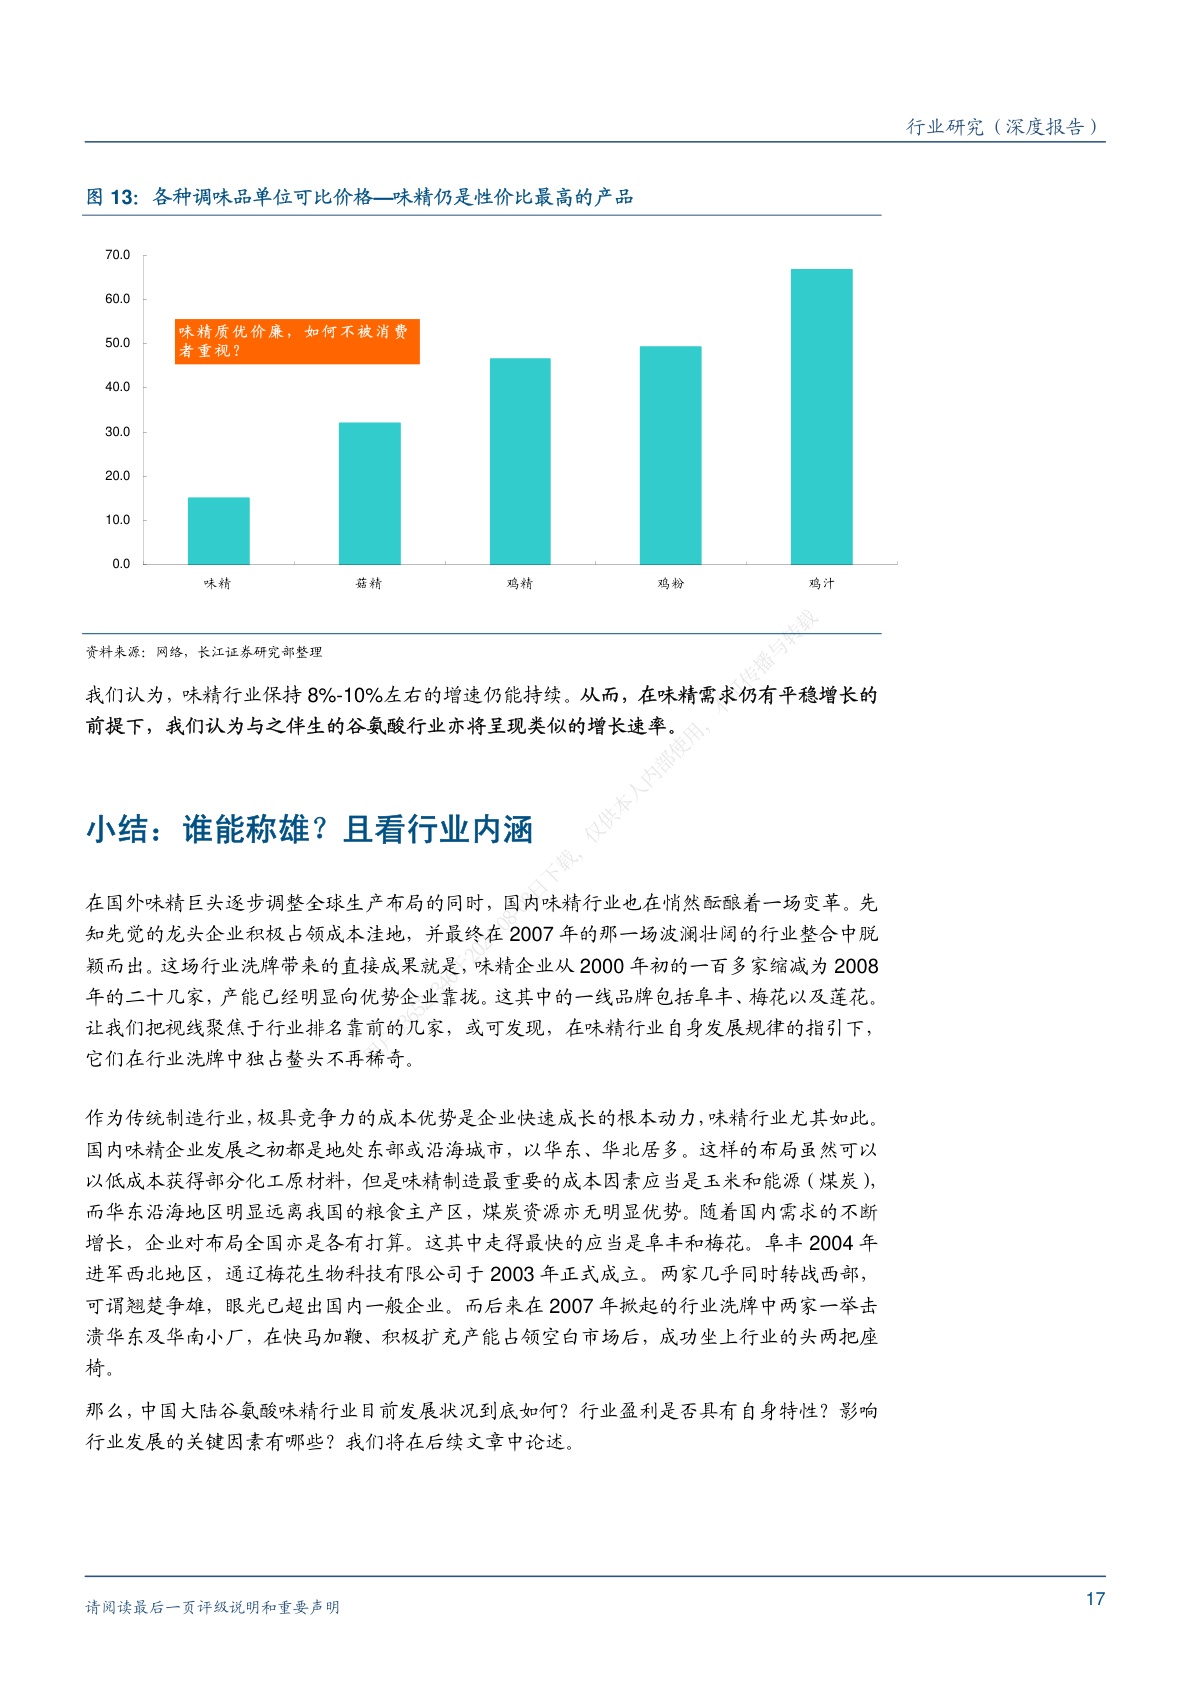 行业研究（深度报告）
图 13：各种调味品单位可比价格—味精仍是性价比最高的产品
70.0
60.0
50.0
40.0
30.0
20.0
10.0
0.0
味精质优价廉，如何不被消费
者重视？
味精
菇精
鸡精
鸡粉
鸡汁
资料来源：网络，长江证券研究部整理
我们认为，味精行业保持 8%-10%左右的增速仍能持续。从而，在味精需求仍有平稳增长的
前提下，我们认为与之伴生的谷氨酸行业亦将呈现类似的增长速率。
小结：谁能称雄？且看行业内涵
在国外味精巨头逐步调整全球生产布局的同时，国内味精行业也在悄然酝酿着一场变革。先
知先觉的龙头企业积极占领成本洼地，并最终在 2007 年的那一场波澜壮阔的行业整合中脱
颖而出。这场行业洗牌带来的直接成果就是，味精企业从 2000 年初的一百多家缩减为 2008
年的二十几家，产能已经明显向优势企业靠拢。这其中的一线品牌包括阜丰、梅花以及莲花。
让我们把视线聚焦于行业排名靠前的几家，或可发现，在味精行业自身发展规律的指引下，
它们在行业洗牌中独占鳌头不再稀奇。
作为传统制造行业，极具竞争力的成本优势是企业快速成长的根本动力，味精行业尤其如此。
国内味精企业发展之初都是地处东部或沿海城市，以华东、华北居多。这样的布局虽然可以
以低成本获得部分化工原材料，但是味精制造最重要的成本因素应当是玉米和能源（煤炭），
而华东沿海地区明显远离我国的粮食主产区，煤炭资源亦无明显优势。随着国内需求的不断
增长，企业对布局全国亦是各有打算。这其中走得最快的应当是阜丰和梅花。阜丰 2004 年
进军西北地区，通辽梅花生物科技有限公司于 2003 年正式成立。两家几乎同时转战西部，
可谓翘楚争雄，眼光已超出国内一般企业。而后来在 2007 年掀起的行业洗牌中两家一举击
溃华东及华南小厂，在快马加鞭、积极扩充产能占领空白市场后，成功坐上行业的头两把座
椅。
那么，中国大陆谷氨酸味精行业目前发展状况到底如何？行业盈利是否具有自身特性？影响
行业发展的关键因素有哪些？我们将在后续文章中论述。
日下载，仅供本人内部使用，
传播与转载
请阅读最后一页评级说明和重要声明
17